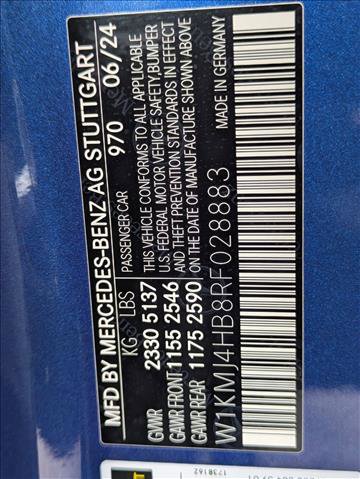 MFD BY MERCEDES-BENZ AG STUTTGART
970 06/24
PASSENGER CAR
KG LBS
GVWR 2330 5137
GAWR FRONT 1155 2546
GAWR REAR 1175 2590
THIS VEHICLE CONFORMS TO ALL APPLICABLE
U.S. FEDERAL MOTOR VEHICLE SAFETY,BUMPER
AND THEFT PREVENTION STANDARDS IN EFFECT
ON THE DATE OF MANUFACTURE SHOWN ABOVE
MADE IN GERMANY
W1KMJ4HB8RF028883
1738162